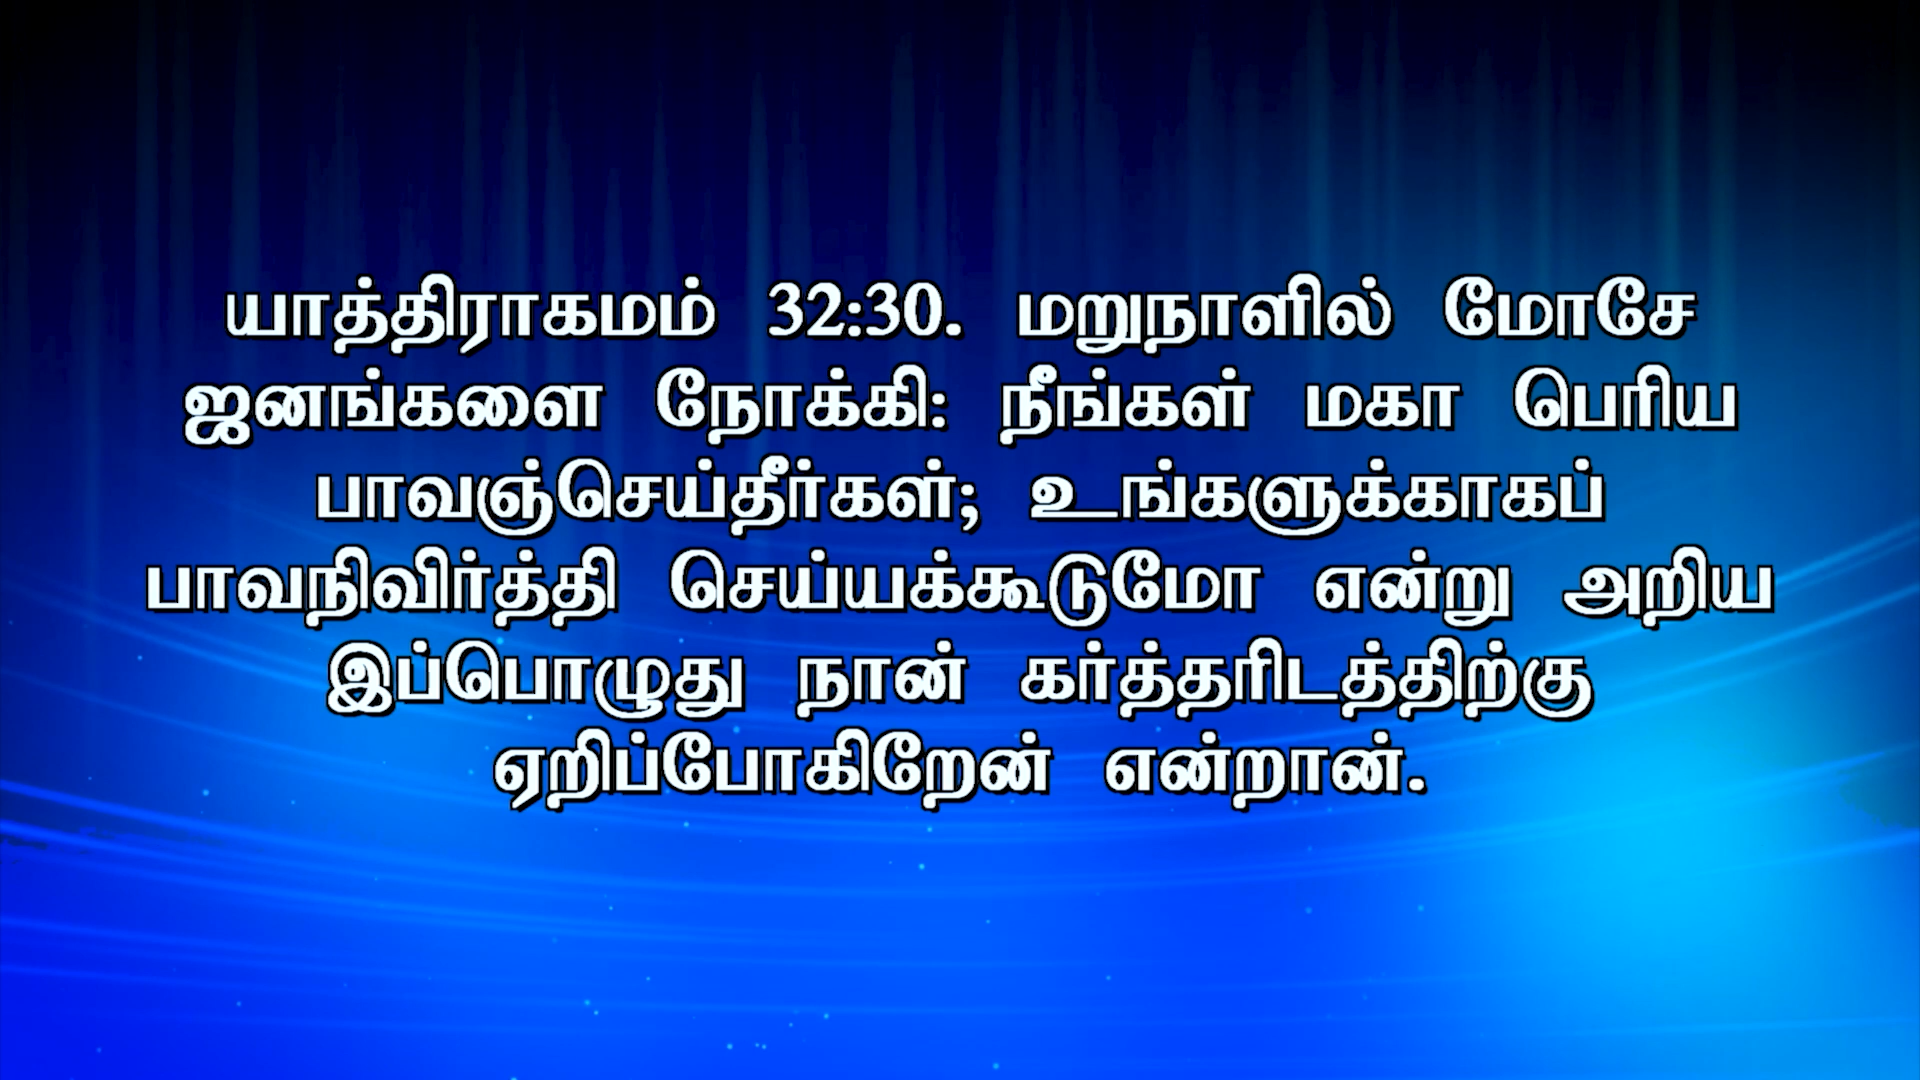 யாத்திராகமம் 32:30. மறுநாளில் மோசே
ஜனங்களை நோக்கி: நீங்கள் மகா பெரிய
பாவஞ்செய்தீர்கள்; உங்களுக்காகப்
பாவநிவிர்த்தி செய்யக்கூடுமோ என்று அறிய
இப்பொழுது நான் கர்த்தரிடத்திற்கு
ஏறிப்போகிறேன் என்றான்.